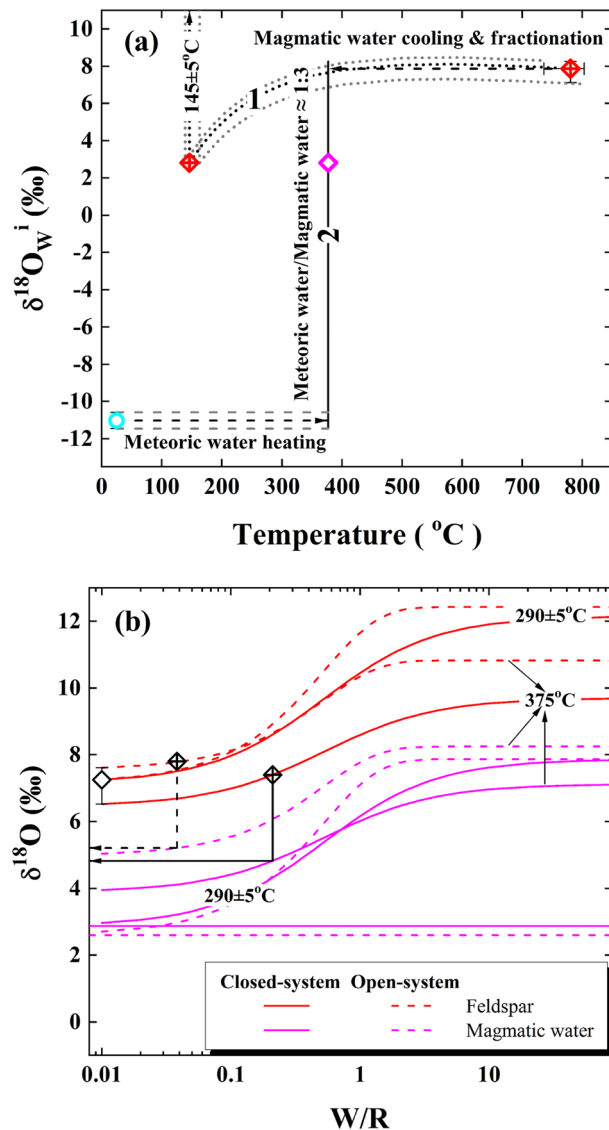 (a)
Magmatic water cooling & fractionation
145±5°C
1
Meteoric water/Magmatic water ≈ 1:3
2
Meteoric water heating
δ¹⁸O_W^i (‰)
10
8
6
4
2
0
-2
-4
-6
-8
-10
-12
0 100 200 300 400 500 600 700 800
Temperature ( °C )
(b)
290±5°C
375°C
290±5°C
δ¹⁸O (‰)
12
10
8
6
4
2
0
Closed-system Open-system
Feldspar
Magmatic water
0.01 0.1 1 10
W/R